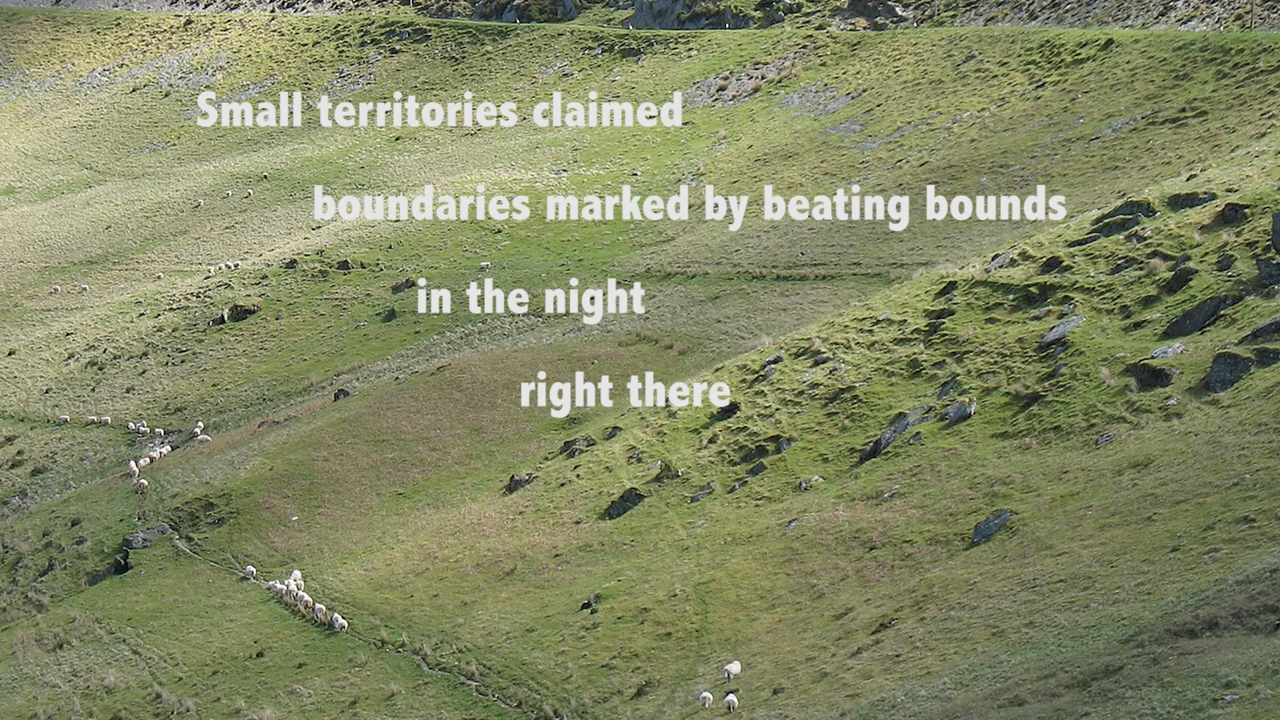 Small territories claimed
boundaries marked by beating bounds
in the night
right there